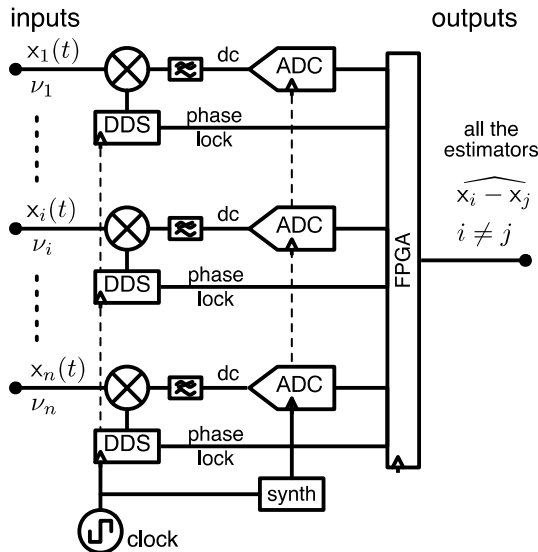 inputs
outputs
x₁(t)
ν₁
dc
ADC
DDS
phase
lock
all the
estimators
x̂ᵢ − xⱼ
i ≠ j
xᵢ(t)
νᵢ
dc
ADC
DDS
phase
lock
FPGA
xₙ(t)
νₙ
dc
ADC
DDS
phase
lock
synth
clock